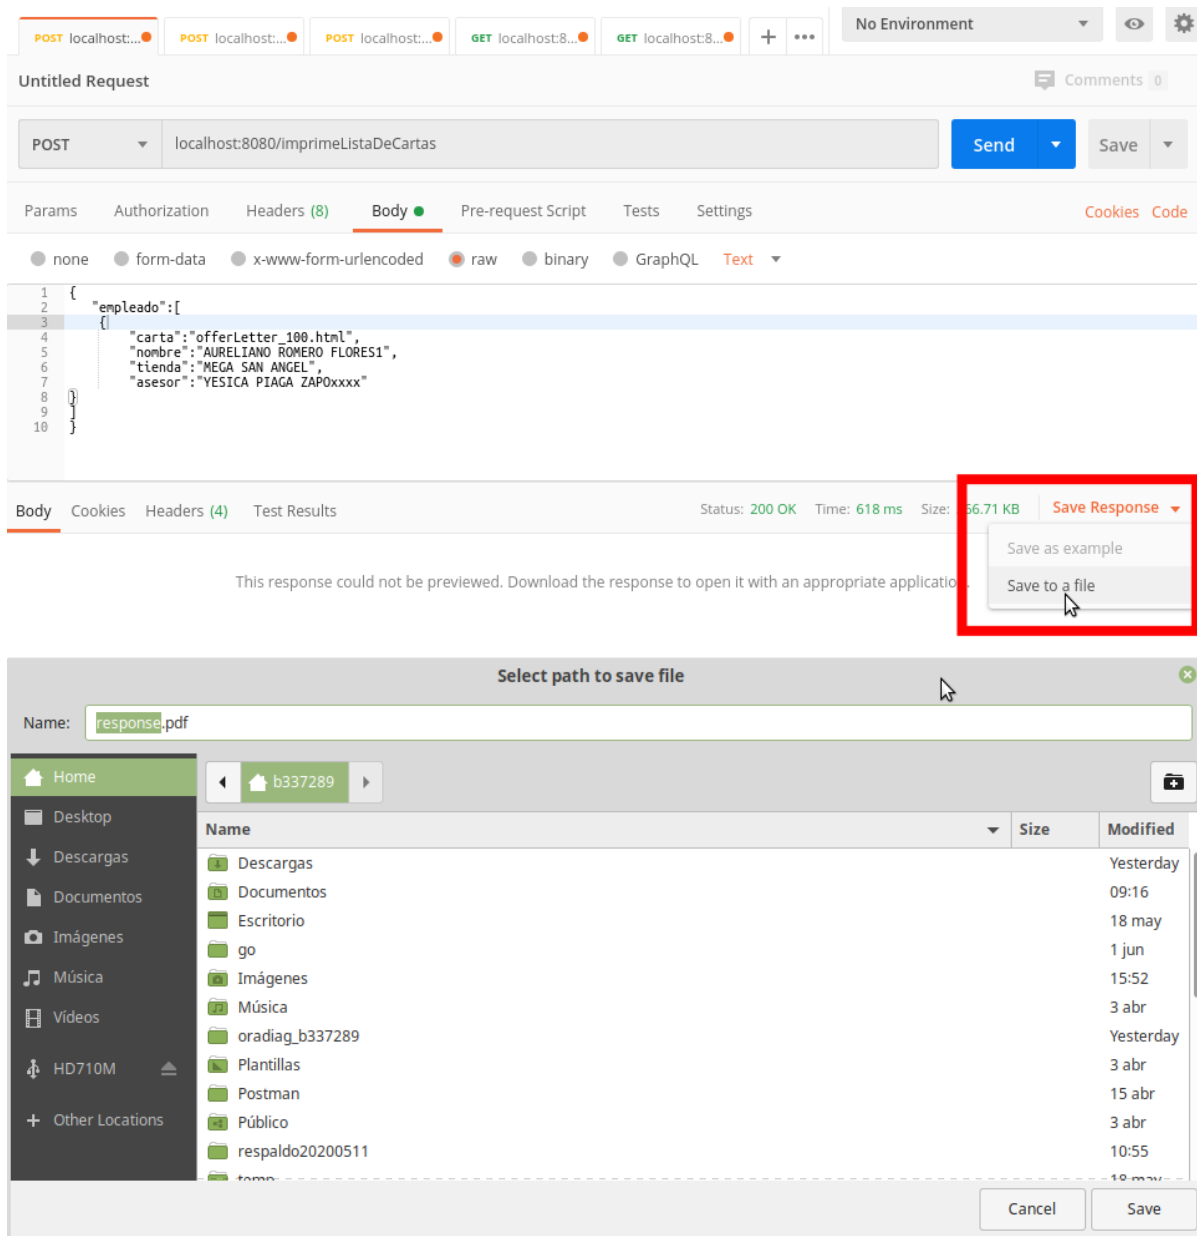 POST localhost:... POST localhost:... POST localhost:... GET localhost:8... GET localhost:8... + ••• No Environment
Untitled Request Comments 0
POST localhost:8080/imprimeListaDeCartas Send Save
Params Authorization Headers (8) Body Pre-request Script Tests Settings Cookies Code
none form-data x-www-form-urlencoded raw binary GraphQL Text
1 {
2 "empleado":[
3 {
4 "carta":"offerLetter_100.html",
5 "nombre":"AURELIANO ROMERO FLORES1",
6 "tienda":"MEGA SAN ANGEL",
7 "asesor":"YESICA PIAGA ZAPOxxxx"
8 }
9 ]
10 }
Body Cookies Headers (4) Test Results Status: 200 OK Time: 618 ms Size: 66.71 KB Save Response
Save as example
This response could not be previewed. Download the response to open it with an appropriate application. Save to a file
Select path to save file
Name: response.pdf
Home b337289
Desktop
Descargas
Documentos
Imágenes
Música
Vídeos
HD710M
+ Other Locations
Name Size Modified
Descargas Yesterday
Documentos 09:16
Escritorio 18 may
go 1 jun
Imágenes 15:52
Música 3 abr
oradiag_b337289 Yesterday
Plantillas 3 abr
Postman 15 abr
Público 3 abr
respaldo20200511 10:55
temp 18 may
Cancel Save